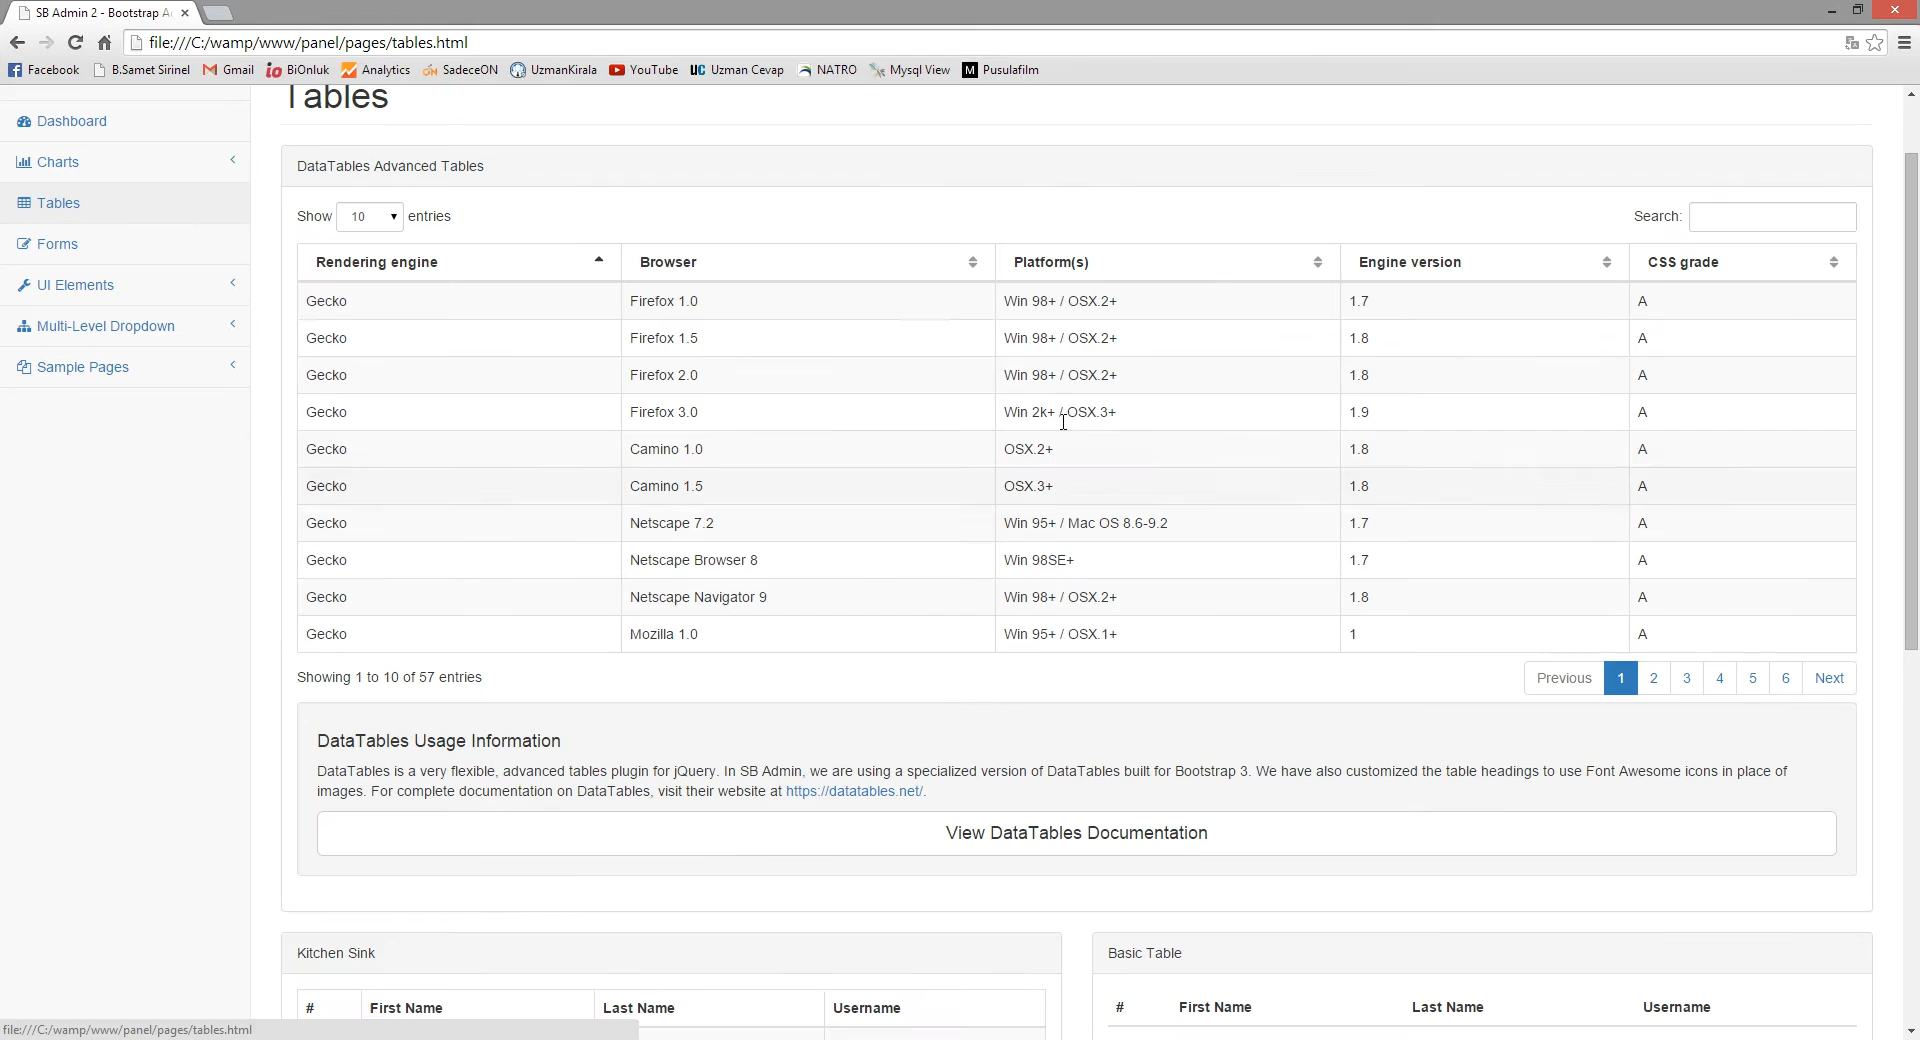 SB Admin 2 - Bootstrap A
file:///C:/wamp/www/panel/pages/tables.html
Facebook B.Samet Sirinel Gmail BiOnluk Analytics SadeceON UzmanKirala YouTube Uzman Cevap NATRO Mysql View Pusulafilm
Tables
Dashboard
Charts
Tables
Forms
UI Elements
Multi-Level Dropdown
Sample Pages
DataTables Advanced Tables
Show 10 entries Search:
Rendering engine Browser Platform(s) Engine version CSS grade
Gecko Firefox 1.0 Win 98+ / OSX.2+ 1.7 A
Gecko Firefox 1.5 Win 98+ / OSX.2+ 1.8 A
Gecko Firefox 2.0 Win 98+ / OSX.2+ 1.8 A
Gecko Firefox 3.0 Win 2k+ / OSX.3+ 1.9 A
Gecko Camino 1.0 OSX.2+ 1.8 A
Gecko Camino 1.5 OSX.3+ 1.8 A
Gecko Netscape 7.2 Win 95+ / Mac OS 8.6-9.2 1.7 A
Gecko Netscape Browser 8 Win 98SE+ 1.7 A
Gecko Netscape Navigator 9 Win 98+ / OSX.2+ 1.8 A
Gecko Mozilla 1.0 Win 95+ / OSX.1+ 1 A
Showing 1 to 10 of 57 entries Previous 1 2 3 4 5 6 Next
DataTables Usage Information
DataTables is a very flexible, advanced tables plugin for jQuery. In SB Admin, we are using a specialized version of DataTables built for Bootstrap 3. We have also customized the table headings to use Font Awesome icons in place of
images. For complete documentation on DataTables, visit their website at https://datatables.net/.
View DataTables Documentation
Kitchen Sink
# First Name Last Name Username
Basic Table
# First Name Last Name Username
file:///C:/wamp/www/panel/pages/tables.html